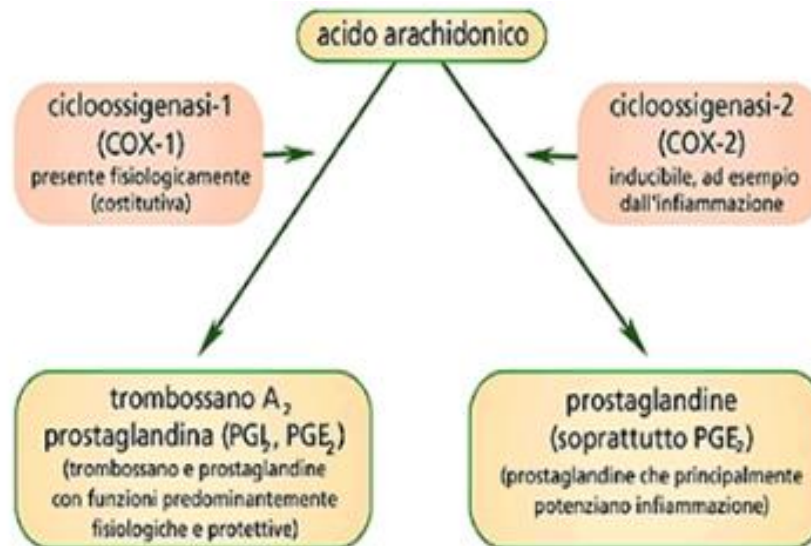 acido arachidonico
cicloossigenasi-1
(COX-1)
presente fisiologicamente
(costitutiva)
cicloossigenasi-2
(COX-2)
inducibile, ad esempio
dall'infiammazione
trombossano A₂
prostaglandina (PGI₂, PGE₂)
(trombossano e prostaglandine
con funzioni predominantemente
fisiologiche e protettive)
prostaglandine
(soprattutto PGE₂)
(prostaglandine che principalmente
potenziano infiammazione)